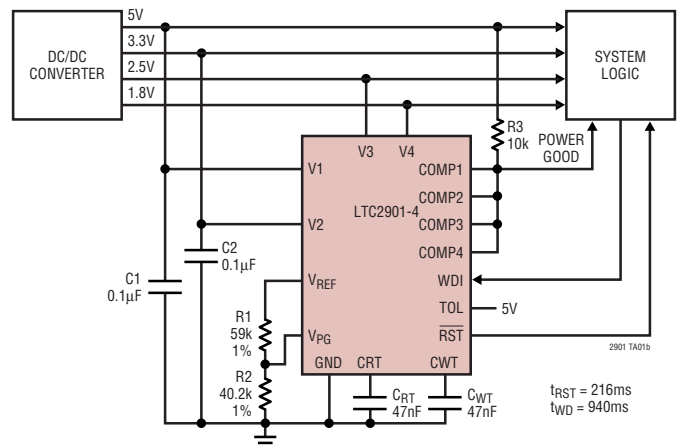 5V
3.3V
2.5V
1.8V
DC/DC
CONVERTER
SYSTEM
LOGIC
R3
10k
POWER
GOOD
V3
V4
V1
V2
VREF
VPG
LTC2901-4
COMP1
COMP2
COMP3
COMP4
WDI
TOL
5V
RST
GND
CRT
CWT
C1
0.1µF
C2
0.1µF
R1
59k
1%
R2
40.2k
1%
CRT
47nF
CWT
47nF
2901 TA01b
tRST = 216ms
tWD = 940ms